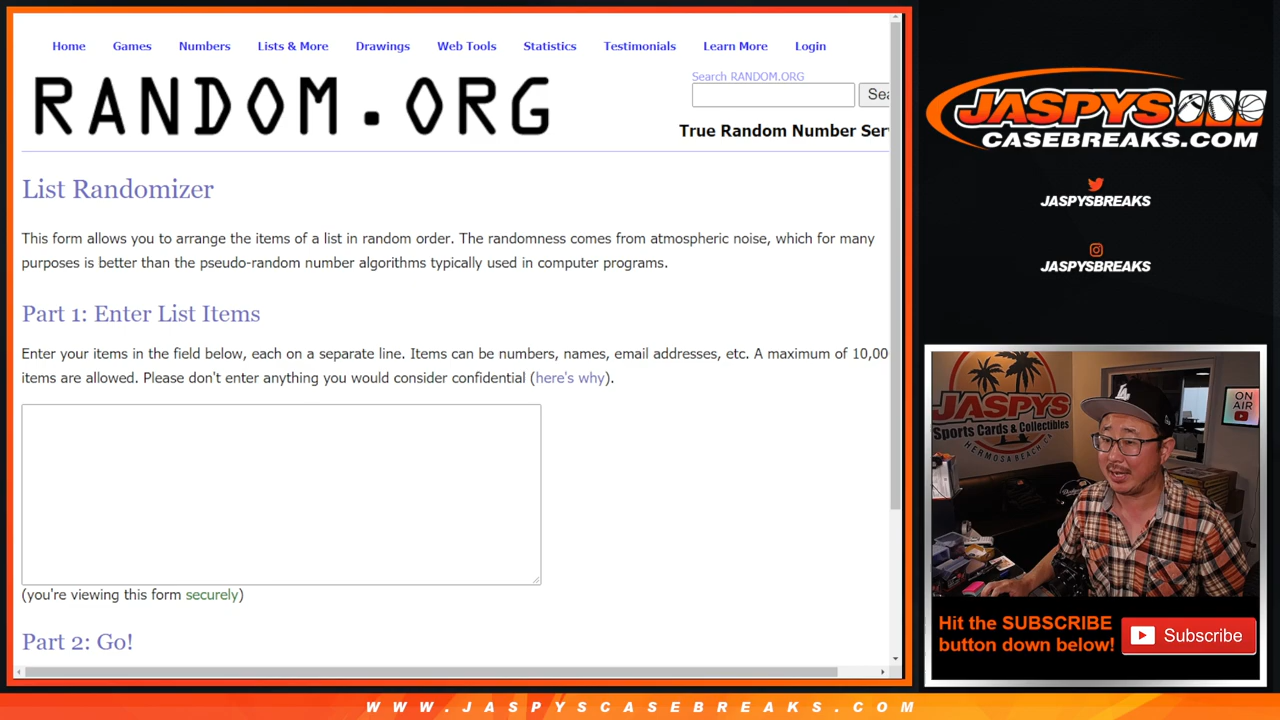 Home Games Numbers Lists & More Drawings Web Tools Statistics Testimonials Learn More Login
RANDOM.ORG
Search RANDOM.ORG
Sea
True Random Number Ser
List Randomizer
This form allows you to arrange the items of a list in random order. The randomness comes from atmospheric noise, which for many
purposes is better than the pseudo-random number algorithms typically used in computer programs.
Part 1: Enter List Items
Enter your items in the field below, each on a separate line. Items can be numbers, names, email addresses, etc. A maximum of 10,00
items are allowed. Please don't enter anything you would consider confidential (here's why).
(you're viewing this form securely)
Part 2: Go!
JASPYS
CASEBREAKS.COM
JASPYSBREAKS
JASPYSBREAKS
JASPYS
Sports Cards & Collectibles
HERMOSA BEACH, CA
ON
AIR
LA
Hit the SUBSCRIBE
button down below!
Subscribe
WWW.JASPYSCASEBREAKS.COM